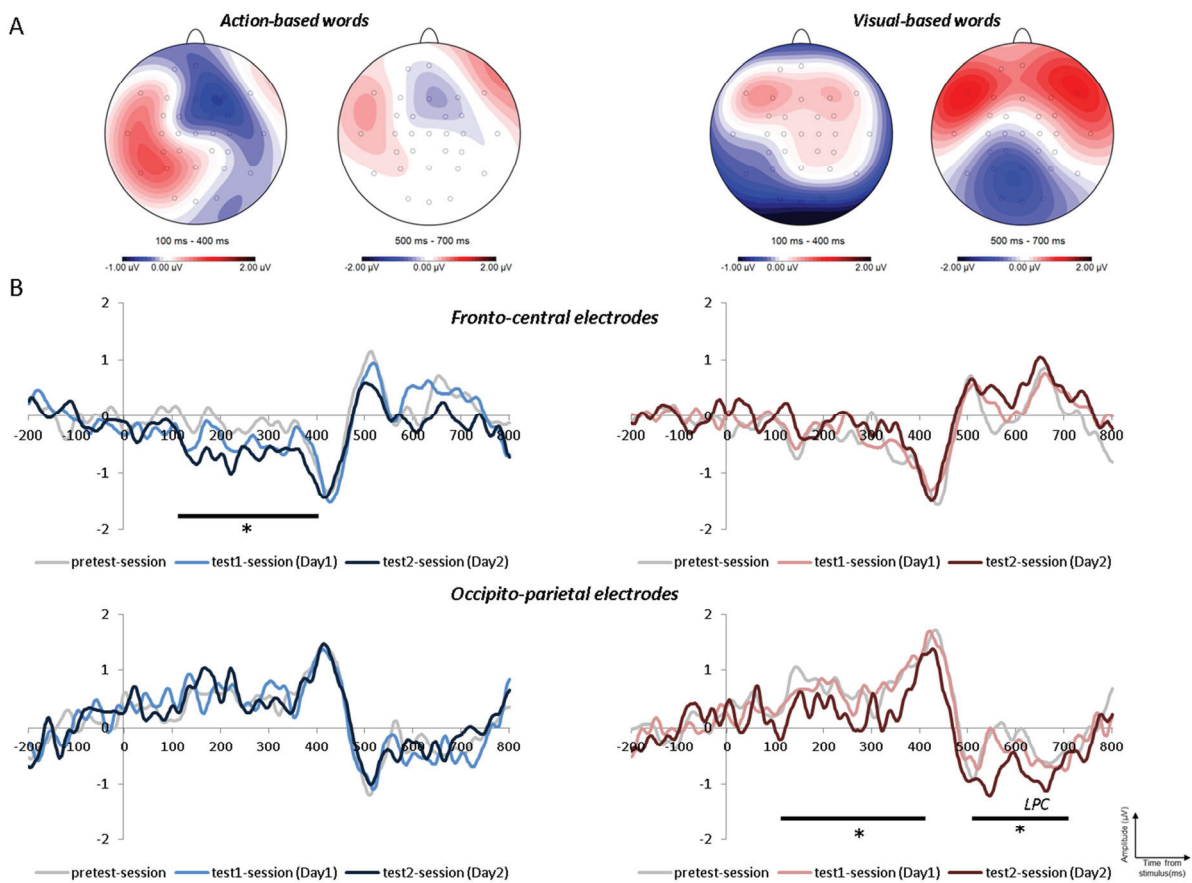 A
Action-based words
Visual-based words
100 ms - 400 ms
500 ms - 700 ms
100 ms - 400 ms
500 ms - 700 ms
-1.00 µV 0.00 µV 2.00 µV
-2.00 µV 0.00 µV 2.00 µV
-1.00 µV 0.00 µV 2.00 µV
-2.00 µV 0.00 µV 2.00 µV
B
Fronto-central electrodes
2
1
0
-1
-2
-200 -100 0 100 200 300 400 500 600 700 800
*
2
1
0
-1
-2
-200 -100 0 100 200 300 400 500 600 700 800
pretest-session test1-session (Day1) test2-session (Day2)
pretest-session test1-session (Day1) test2-session (Day2)
Occipito-parietal electrodes
2
1
0
-1
-2
-200 -100 0 100 200 300 400 500 600 700 800
2
1
0
-1
-2
-200 -100 0 100 200 300 400 500 600 700 800
LPC
*
*
Amplitude (µV)
Time from
stimulus(ms)
pretest-session test1-session (Day1) test2-session (Day2)
pretest-session test1-session (Day1) test2-session (Day2)